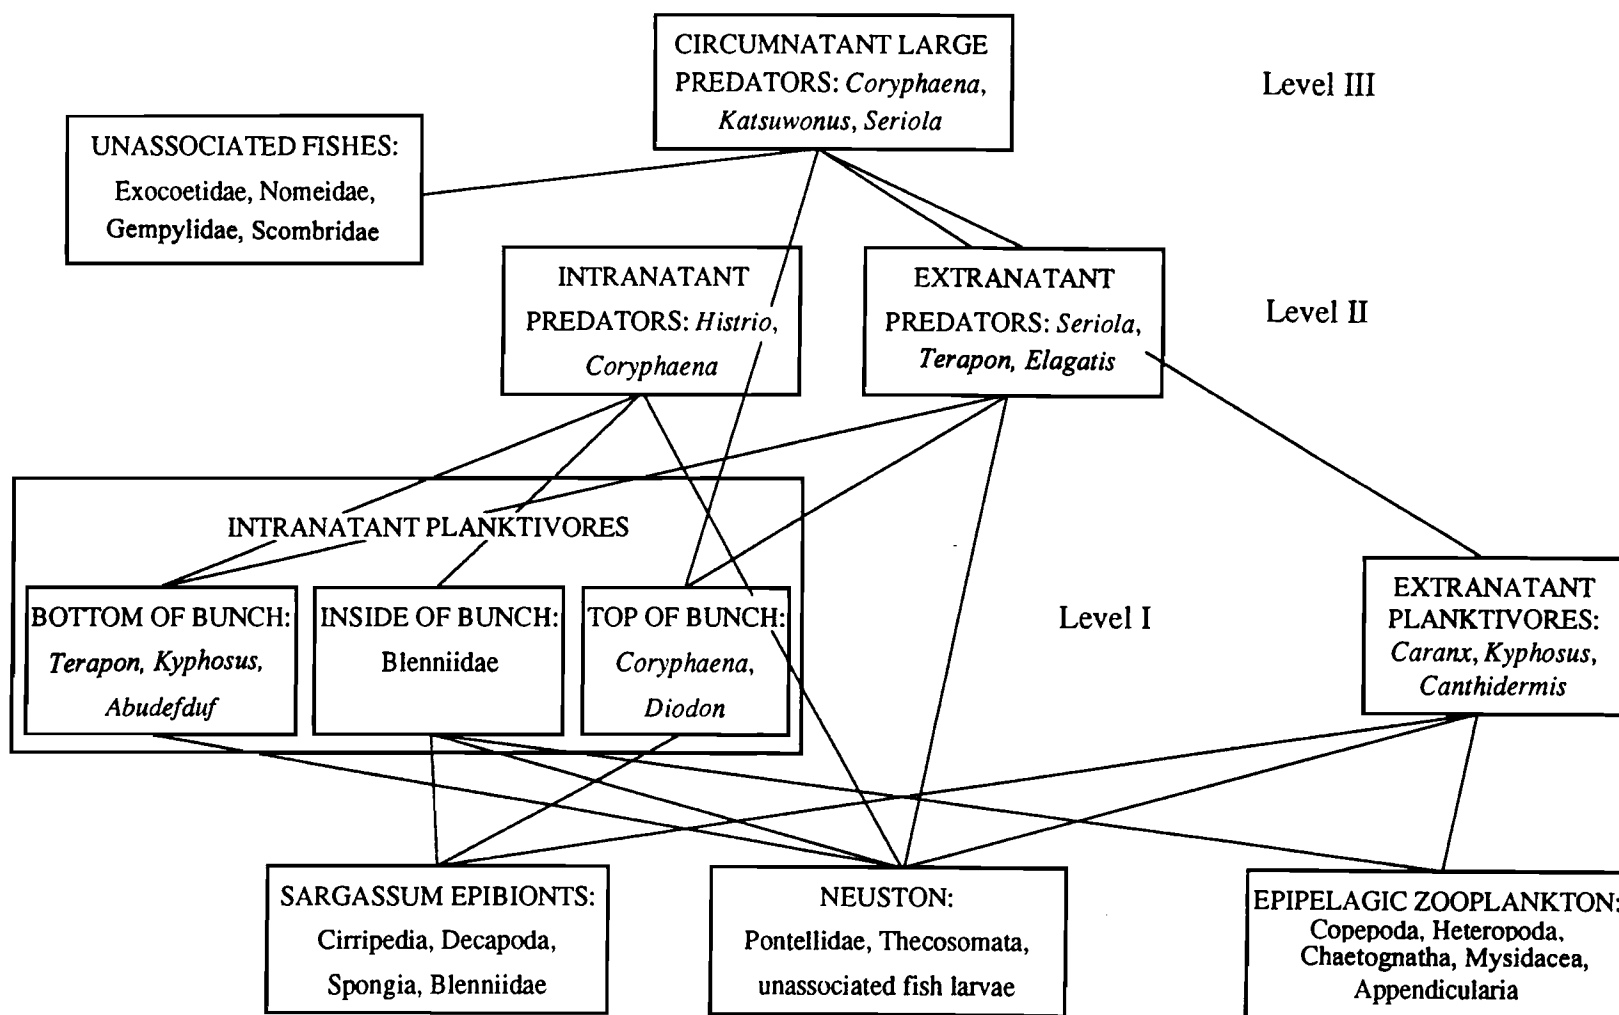 CIRCUMNATANT LARGE
PREDATORS: Coryphaena,
Katsuwonus, Seriola
Level III
UNASSOCIATED FISHES:
Exocoetidae, Nomeidae,
Gempylidae, Scombridae
INTRANATANT
PREDATORS: Histrio,
Coryphaena
EXTRANATANT
PREDATORS: Seriola,
Terapon, Elagatis
Level II
INTRANATANT PLANKTIVORES
BOTTOM OF BUNCH:
Terapon, Kyphosus,
Abudefduf
INSIDE OF BUNCH:
Blenniidae
TOP OF BUNCH:
Coryphaena,
Diodon
Level I
EXTRANATANT
PLANKTIVORES:
Caranx, Kyphosus,
Canthidermis
SARGASSUM EPIBIONTS:
Cirripedia, Decapoda,
Spongia, Blenniidae
NEUSTON:
Pontellidae, Thecosomata,
unassociated fish larvae
EPIPELAGIC ZOOPLANKTON:
Copepoda, Heteropoda,
Chaetognatha, Mysidacea,
Appendicularia